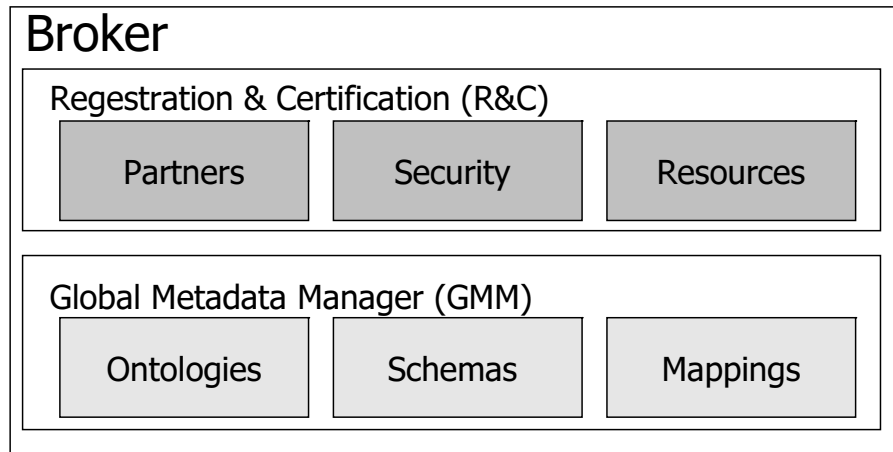 Broker
Regestration & Certification (R&C)
Partners Security Resources
Global Metadata Manager (GMM)
Ontologies Schemas Mappings